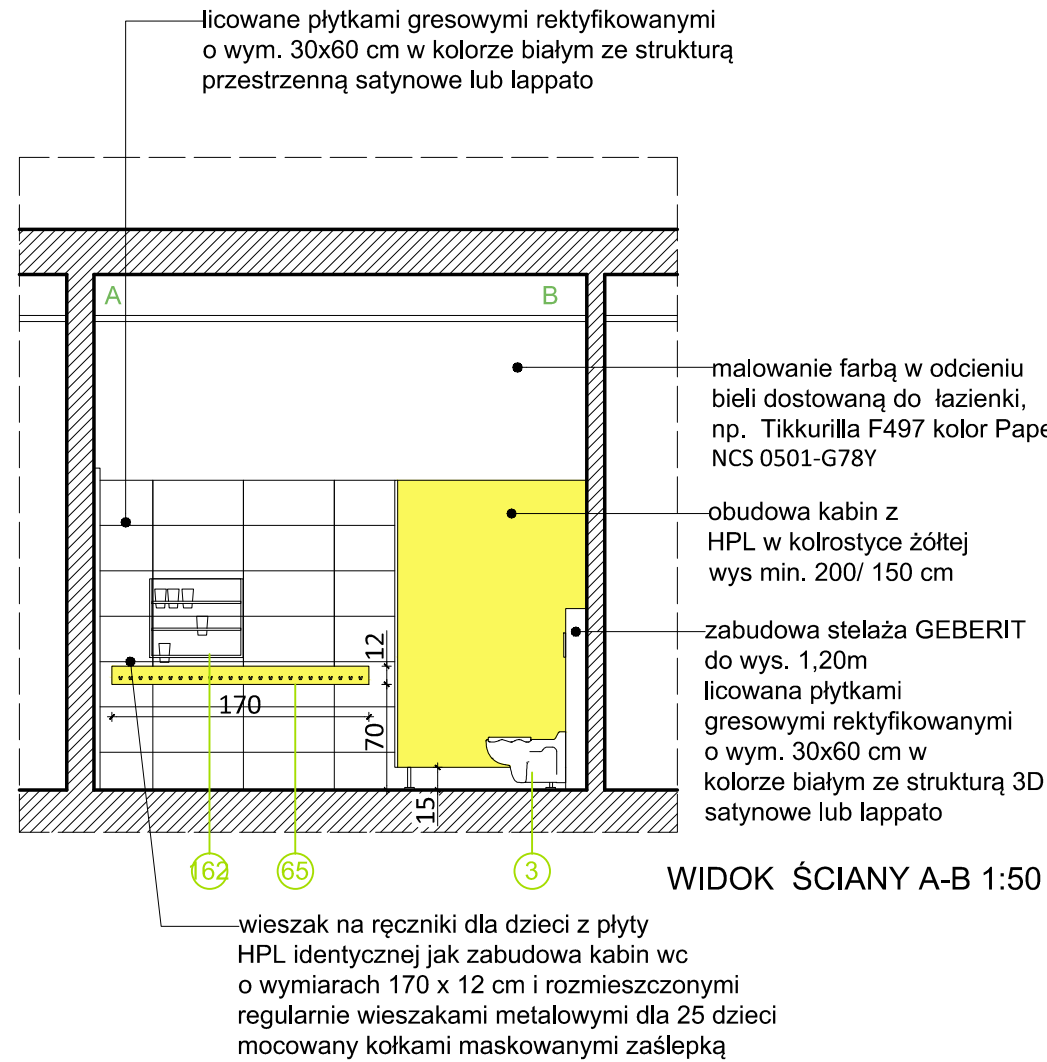 licowane płytkami gresowymi rektyfikowanymi
o wym. 30x60 cm w kolorze białym ze strukturą
przestrzenną satynowe lub lappato
A
B
malowanie farbą w odcieniu
bieli dostowaną do łazienki,
np. Tikkurilla F497 kolor Pape
NCS 0501-G78Y
obudowa kabin z
HPL w kolrostyce żółtej
wys min. 200/ 150 cm
zabudowa stelaża GEBERIT
do wys. 1,20m
licowana płytkami
gresowymi rektyfikowanymi
o wym. 30x60 cm w
kolorze białym ze strukturą 3D
satynowe lub lappato
12
170
70
15
162
65
3
WIDOK ŚCIANY A-B 1:50
wieszak na ręczniki dla dzieci z płyty
HPL identycznej jak zabudowa kabin wc
o wymiarach 170 x 12 cm i rozmieszczonymi
regularnie wieszakami metalowymi dla 25 dzieci
mocowany kołkami maskowanymi zaślepką